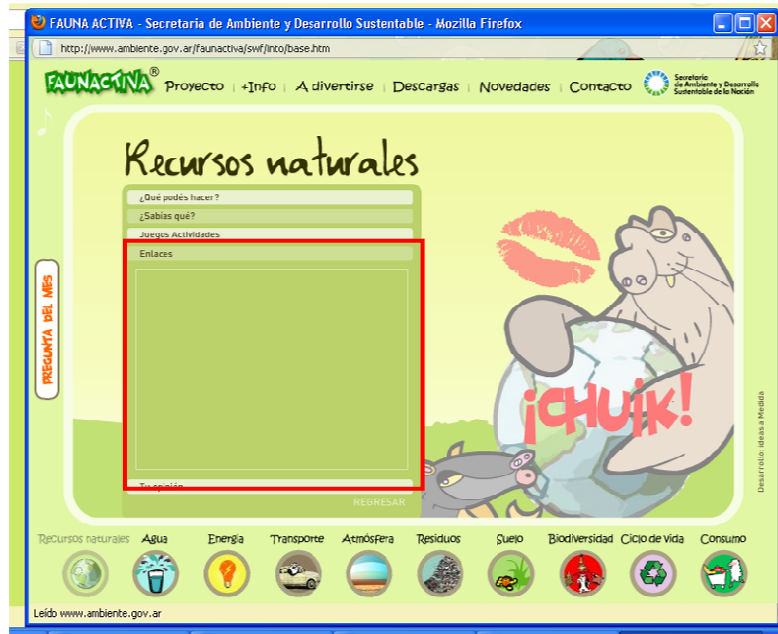 FAUNA ACTIVA - Secretaria de Ambiente y Desarrollo Sustentable - Mozilla Firefox
http://www.ambiente.gov.ar/faunactiva/swf/into/base.htm
FAUNACTIVA®
Proyecto | +Info | A divertirse | Descargas | Novedades | Contacto
Secretaría
de Ambiente y Desarrollo
Sustentable de la Nación
Recursos naturales
¿Qué podés hacer?
¿Sabías qué?
Juegos Actividades
Enlaces
PREGUNTA DEL MES
¡CHUIK!
Tu opinión
REGRESAR
Desarrollo: ideas a Medida
Recursos naturales Agua Energía Transporte Atmósfera Residuos Suelo Biodiversidad Ciclo de Vida Consumo
Leído www.ambiente.gov.ar